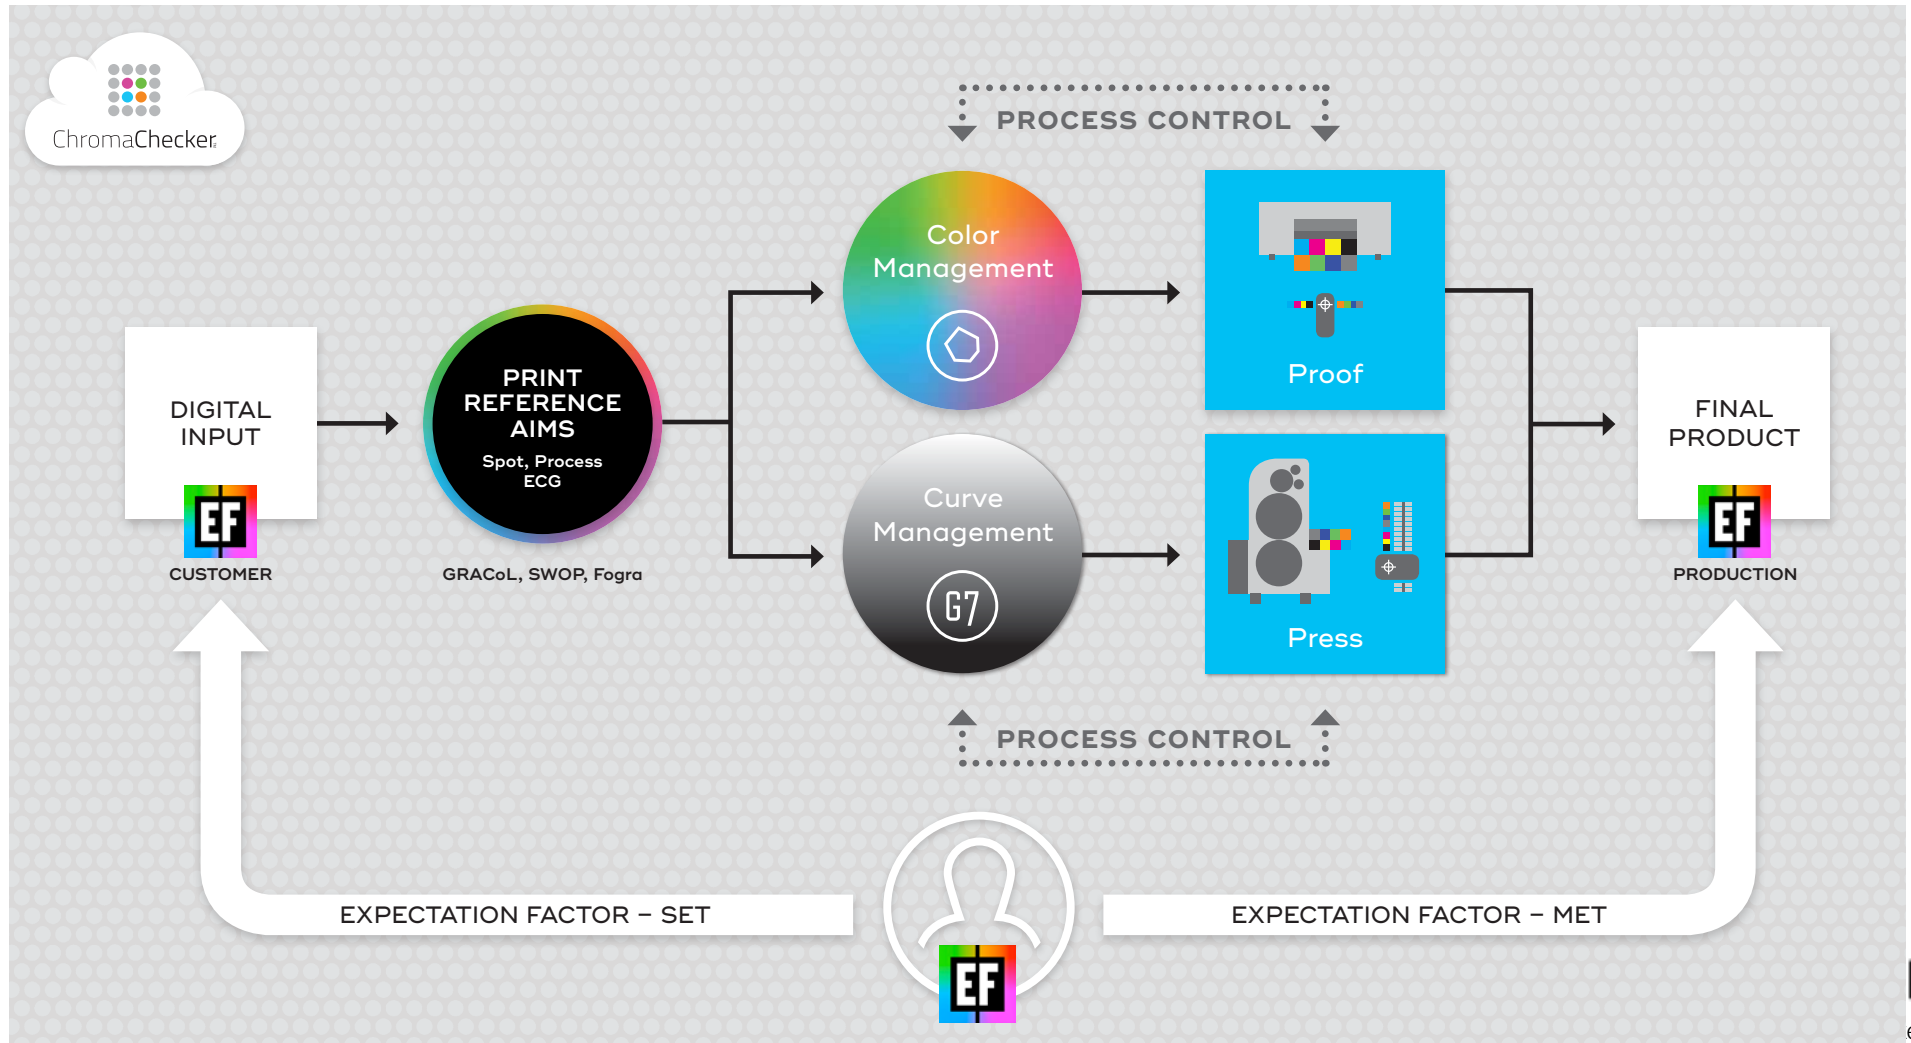 ChromaChecker
PROCESS CONTROL
Color
Management
Proof
DIGITAL
INPUT
EF
CUSTOMER
PRINT
REFERENCE
AIMS
Spot, Process
ECG
GRACoL, SWOP, Fogra
Curve
Management
G7
Press
FINAL
PRODUCT
EF
PRODUCTION
PROCESS CONTROL
EXPECTATION FACTOR – SET
EXPECTATION FACTOR – MET
EF